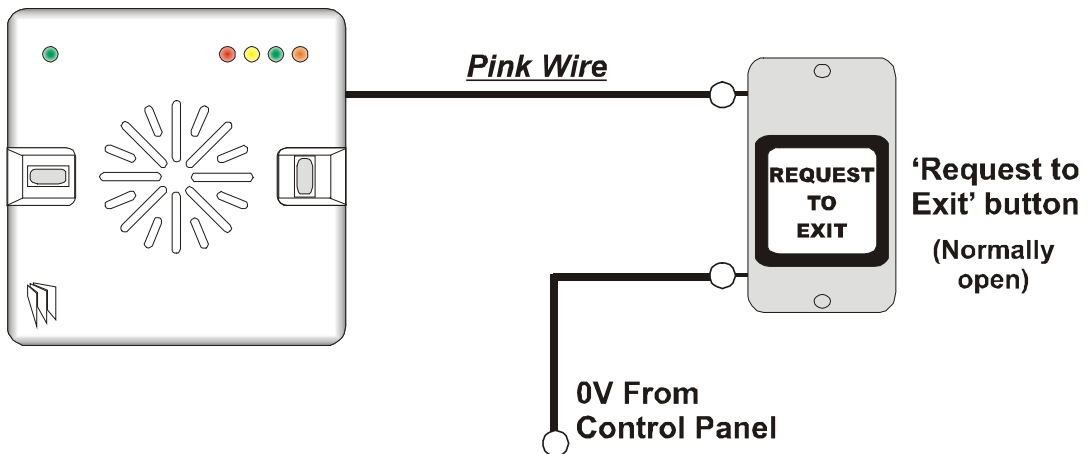 Pink Wire
REQUEST
TO
EXIT
‘Request to
Exit’ button
(Normally
open)
0V From
Control Panel